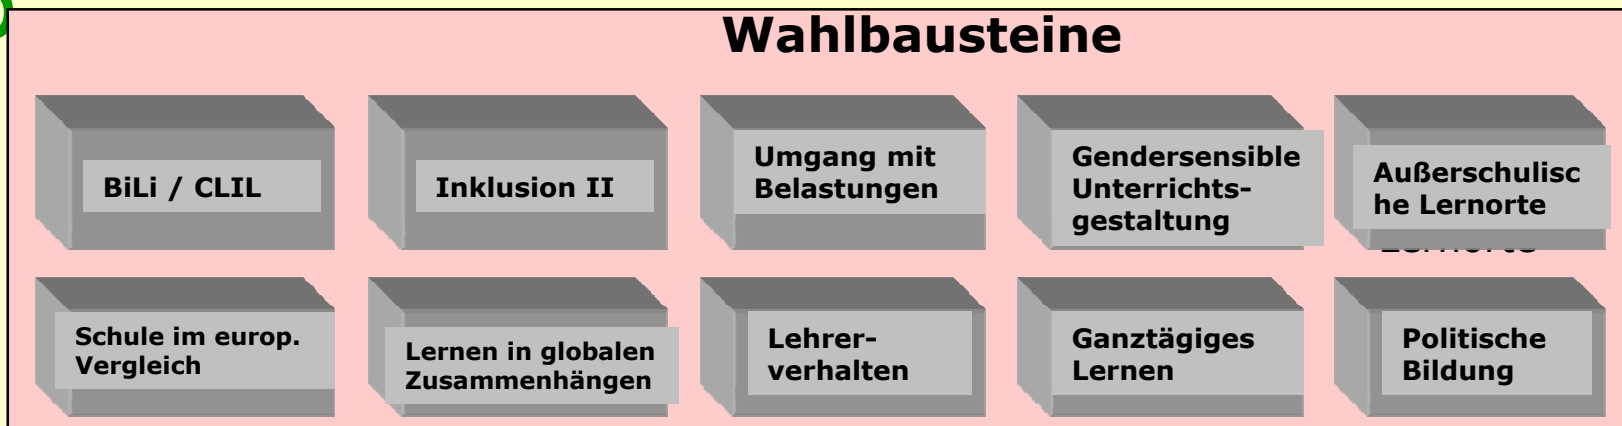 Wahlbausteine
BiLi / CLIL
Inklusion II
Umgang mit
Belastungen
Gendersensible
Unterrichts-
gestaltung
Außerschulisc
he Lernorte
Schule im europ.
Vergleich
Lernen in globalen
Zusammenhängen
Lehrer-
verhalten
Ganztägiges
Lernen
Politische
Bildung